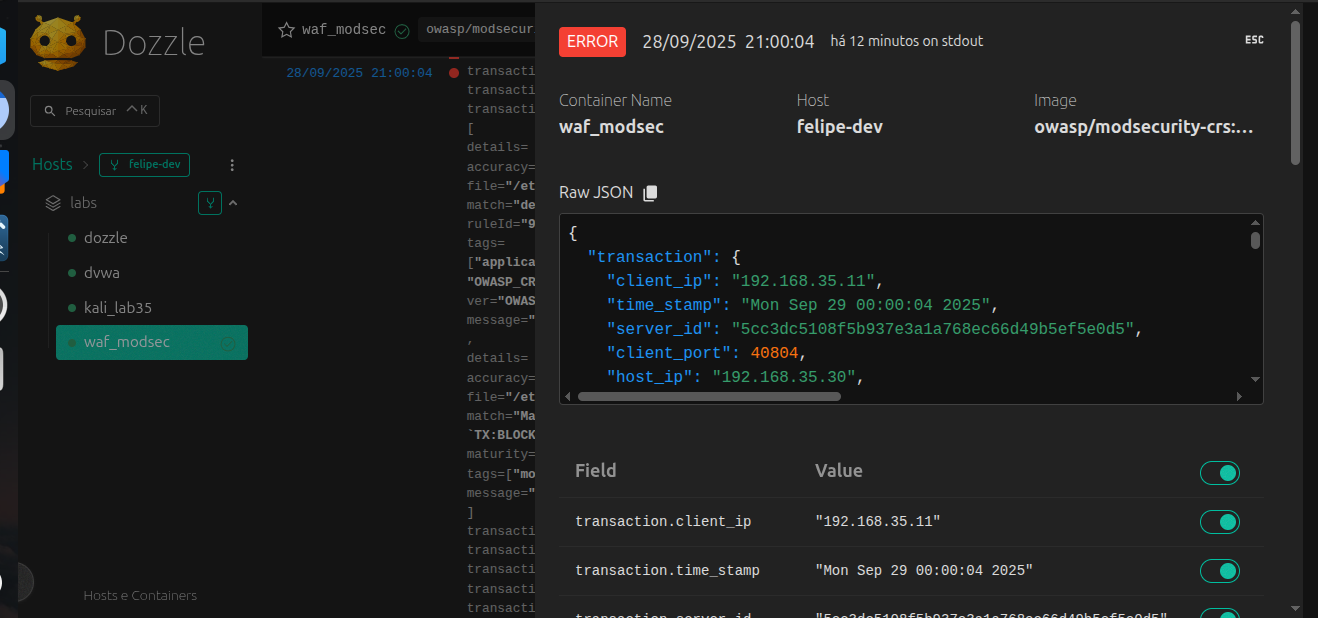 Dozzle
Pesquisar ^ K
Hosts > felipe-dev
labs
dozzle
dvwa
kali_lab35
waf_modsec
Hosts e Containers
waf_modsec owasp/modsecur
28/09/2025 21:00:04
transacti
transacti
transacti
[
details=
accuracy=
file="/et
match="de
ruleId="9
tags=
["applica
"OWASP_CR
ver="OWAS
message="
,
details=
accuracy=
file="/et
match="Ma
`TX:BLOCK
maturity=
tags=["mo
message="
]
transacti
transacti
transacti
transacti
transacti
ERROR 28/09/2025 21:00:04 há 12 minutos on stdout
ESC
Container Name Host Image
waf_modsec felipe-dev owasp/modsecurity-crs:...
Raw JSON
{
"transaction": {
"client_ip": "192.168.35.11",
"time_stamp": "Mon Sep 29 00:00:04 2025",
"server_id": "5cc3dc5108f5b937e3a1a768ec66d49b5ef5e0d5",
"client_port": 40804,
"host_ip": "192.168.35.30",
Field Value
transaction.client_ip "192.168.35.11"
transaction.time_stamp "Mon Sep 29 00:00:04 2025"
transaction.server_id "5cc3dc5108f5b937e3a1a768ec66d49b5ef5e0d5"